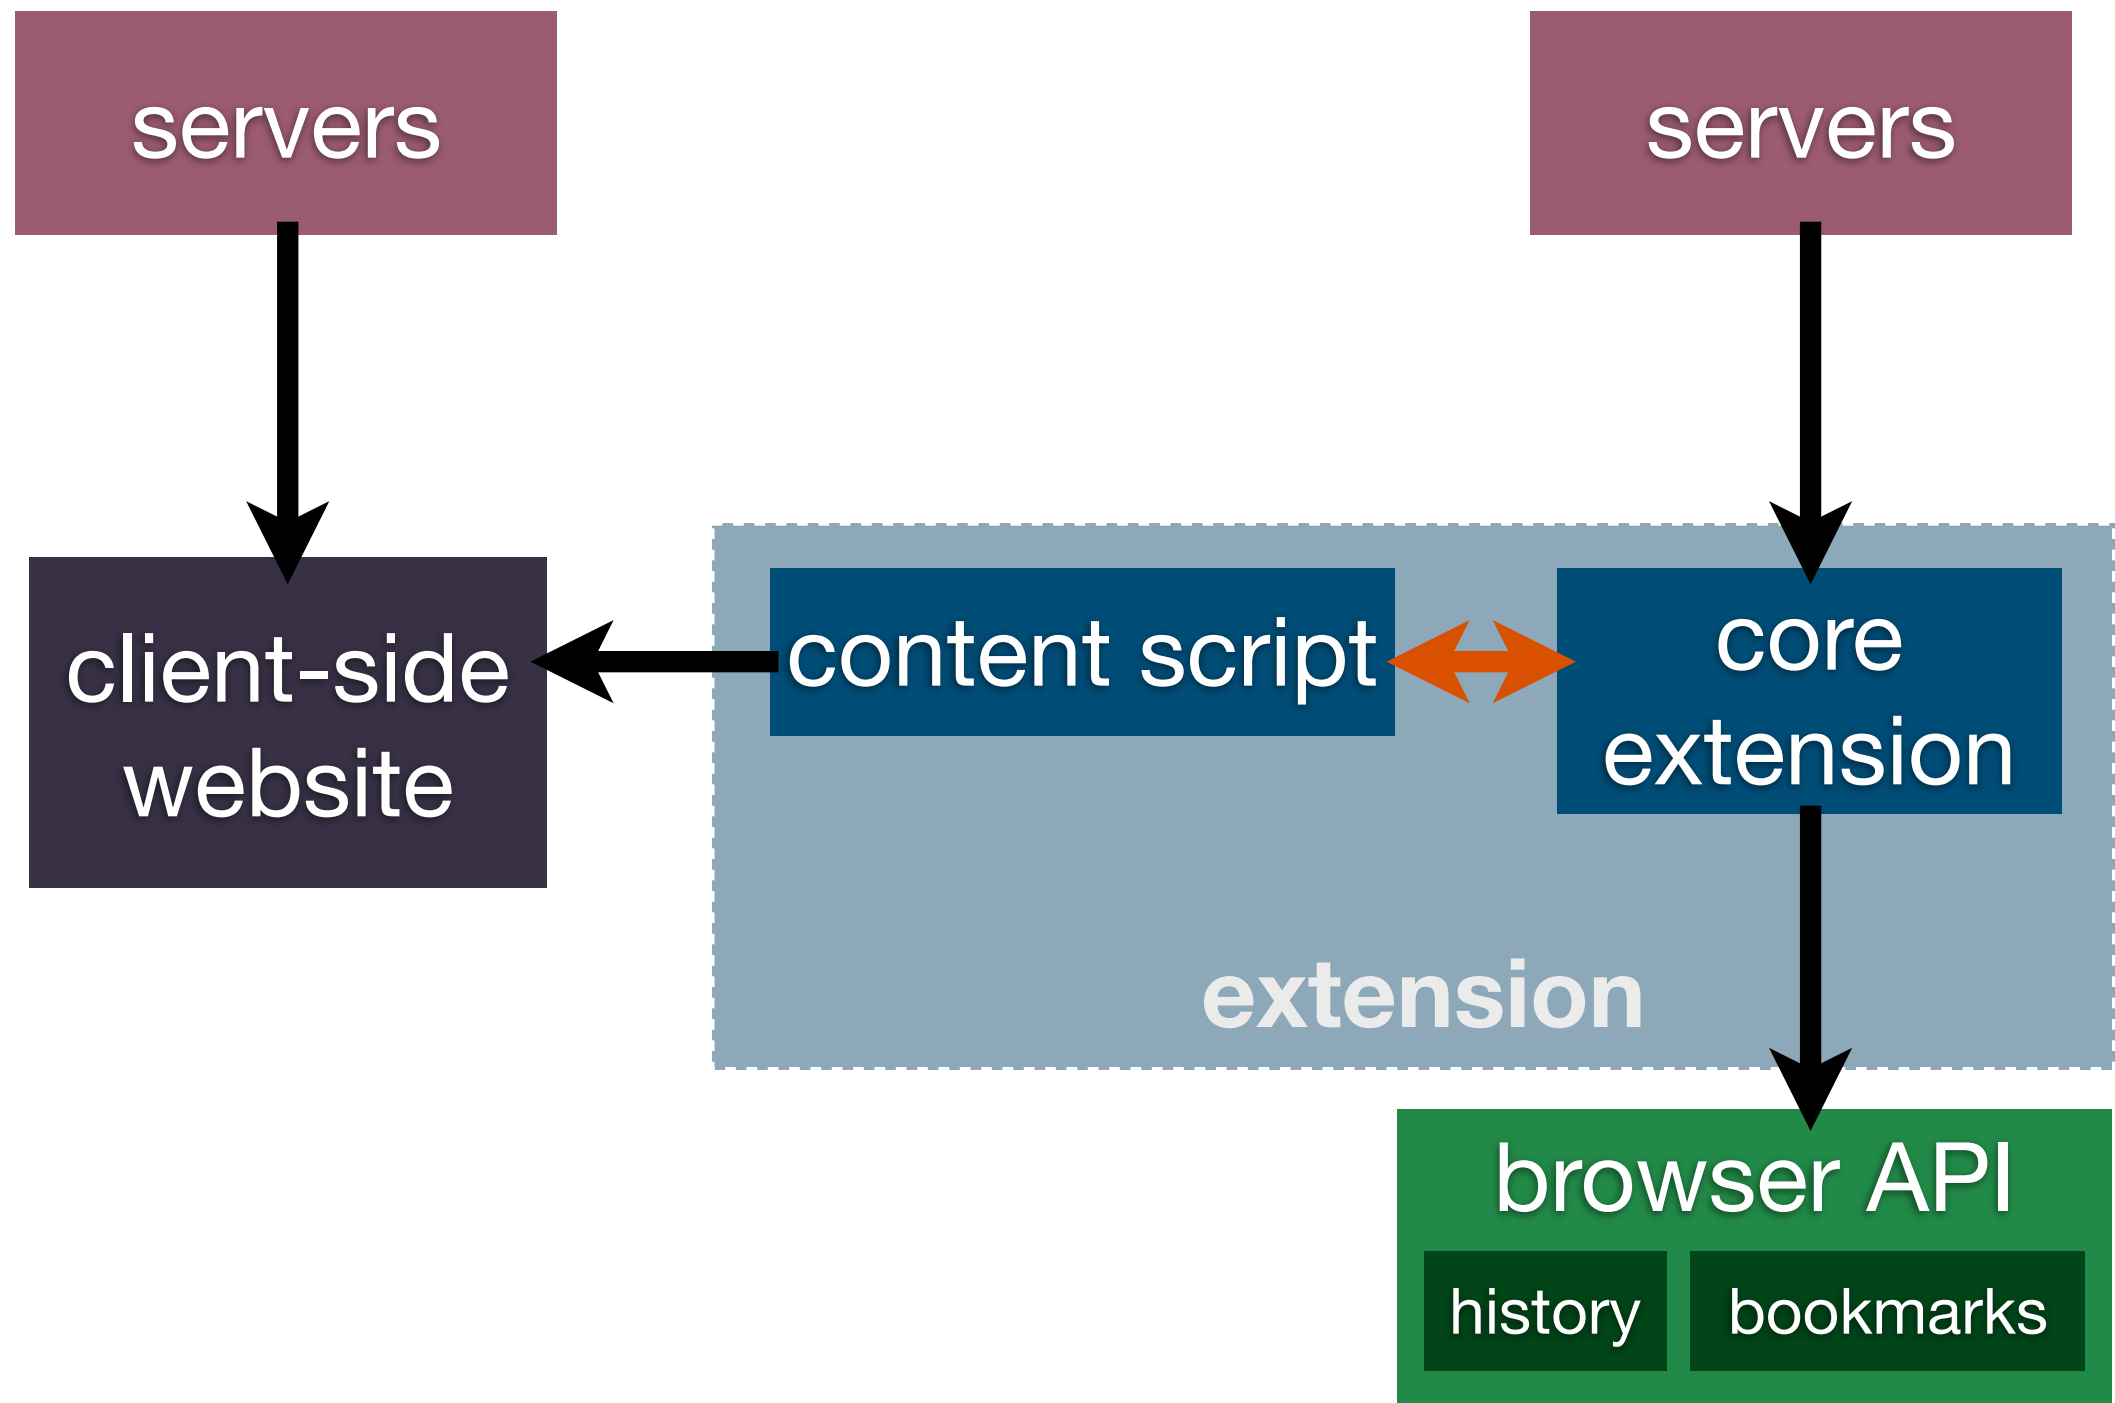 servers
servers
client-side
website
content script
core
extension
extension
browser API
history
bookmarks